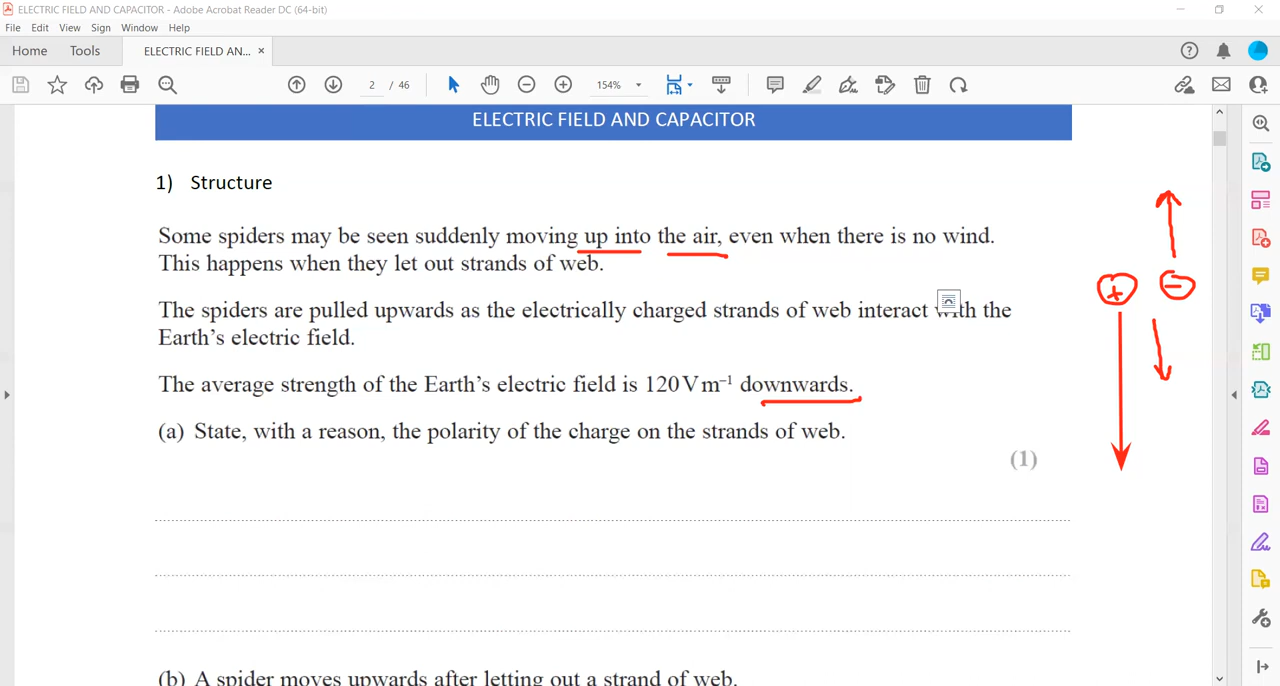 ELECTRIC FIELD AND CAPACITOR - Adobe Acrobat Reader DC (64-bit)
File Edit View Sign Window Help
Home Tools ELECTRIC FIELD AN... ×
2 / 46 154%
ELECTRIC FIELD AND CAPACITOR
1) Structure
Some spiders may be seen suddenly moving up into the air, even when there is no wind.
This happens when they let out strands of web.
The spiders are pulled upwards as the electrically charged strands of web interact with the
Earth’s electric field.
The average strength of the Earth’s electric field is 120 V m⁻¹ downwards.
(a) State, with a reason, the polarity of the charge on the strands of web.
(1)
(b) A spider moves upwards after letting out a strand of web.
+ −